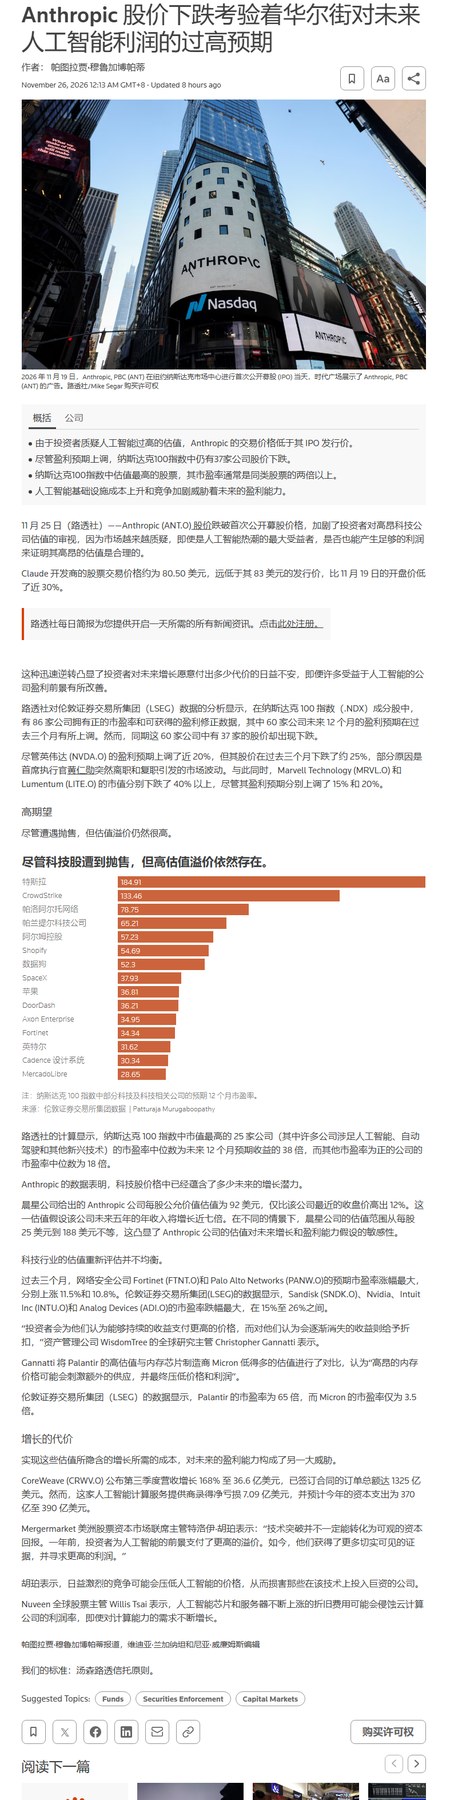 Anthropic 股价下跌考验着华尔街对未来
人工智能利润的过高预期
作者： 帕图拉贾·穆鲁加博帕蒂
November 26, 2026 12:13 AM GMT+8 · Updated 8 hours ago
Aa
ANTHROPIC
Nasdaq
ANTHROPIC
2026 年 11 月 19 日，Anthropic, PBC (ANT) 在纽约纳斯达克市场中心进行首次公开募股 (IPO) 当天，时代广场展示了 Anthropic, PBC
(ANT) 的广告。路透社/Mike Segar 购买许可权
概括 公司
由于投资者质疑人工智能过高的估值，Anthropic 的交易价格低于其 IPO 发行价。
尽管盈利预期上调，纳斯达克100指数中仍有37家公司股价下跌。
纳斯达克100指数中估值最高的股票，其市盈率通常是同类股票的两倍以上。
人工智能基础设施成本上升和竞争加剧威胁着未来的盈利能力。
11 月 25 日（路透社）——Anthropic (ANT.O) 股价跌破首次公开募股价格，加剧了投资者对高昂科技公
司估值的审视，因为市场越来越质疑，即使是人工智能热潮的最大受益者，是否也能产生足够的利润
来证明其高昂的估值是合理的。
Claude 开发商的股票交易价格约为 80.50 美元，远低于其 83 美元的发行价，比 11 月 19 日的开盘价低
了近 30%。
路透社每日简报为您提供开启一天所需的所有新闻资讯。点击此处注册。
这种迅速逆转凸显了投资者对未来增长愿意付出多少代价的日益不安，即便许多受益于人工智能的公
司盈利前景有所改善。
路透社对伦敦证券交易所集团（LSEG）数据的分析显示，在纳斯达克 100 指数（.NDX）成分股中，
有 86 家公司拥有正的市盈率和可获得的盈利修正数据，其中 60 家公司未来 12 个月的盈利预期在过
去三个月有所上调。然而，同期这 60 家公司中有 37 家的股价却出现下跌。
尽管英伟达 (NVDA.O) 的盈利预期上调了近 20%，但其股价在过去三个月下跌了约 25%，部分原因是
首席执行官黄仁勋突然离职和复职引发的市场波动。与此同时，Marvell Technology (MRVL.O) 和
Lumentum (LITE.O) 的市值分别下跌了 40% 以上，尽管其盈利预期分别上调了 15% 和 20%。
高期望
尽管遭遇抛售，但估值溢价仍然很高。
尽管科技股遭到抛售，但高估值溢价依然存在。
特斯拉 184.91
CrowdStrike 133.46
帕洛阿尔托网络 78.75
帕兰提尔科技公司 65.21
阿尔姆控股 57.23
Shopify 54.69
数据狗 52.3
SpaceX 37.93
苹果 36.81
DoorDash 36.21
Axon Enterprise 34.95
Fortinet 34.34
英特尔 31.62
Cadence 设计系统 30.34
MercadoLibre 28.65
注：纳斯达克 100 指数中部分科技及科技相关公司的预期 12 个月市盈率。
来源：伦敦证券交易所集团数据 | Patturaja Murugaboopathy
路透社的计算显示，纳斯达克 100 指数中市值最高的 25 家公司（其中许多公司涉足人工智能、自动
驾驶和其他新兴技术）的市盈率中位数为未来 12 个月预期收益的 38 倍，而其他市盈率为正的公司的
市盈率中位数为 18 倍。
Anthropic 的数据表明，科技股价格中已经蕴含了多少未来的增长潜力。
晨星公司给出的 Anthropic 公司每股公允价值估值为 92 美元，仅比该公司最近的收盘价高出 12%。这
一估值假设该公司未来五年的年收入将增长近七倍。在不同的情景下，晨星公司的估值范围从每股
25 美元到 188 美元不等，这凸显了 Anthropic 公司的估值对未来增长和盈利能力假设的敏感性。
科技行业的估值重新评估并不均衡。
过去三个月，网络安全公司 Fortinet (FTNT.O)和 Palo Alto Networks (PANW.O)的预期市盈率涨幅最大，
分别上涨 11.5%和 10.8%。伦敦证券交易所集团(LSEG)的数据显示，Sandisk (SNDK.O)、Nvidia、Intuit
Inc (INTU.O)和 Analog Devices (ADI.O)的市盈率跌幅最大，在 15%至 26%之间。
“投资者会为他们认为能够持续的收益支付更高的价格，而对他们认为会逐渐消失的收益则给予折
扣，”资产管理公司 WisdomTree 的全球研究主管 Christopher Gannatti 表示。
Gannatti 将 Palantir 的高估值与内存芯片制造商 Micron 低得多的估值进行了对比，认为“高昂的内存
价格可能会刺激额外的供应，并最终压低价格和利润”。
伦敦证券交易所集团（LSEG）的数据显示，Palantir 的市盈率为 65 倍，而 Micron 的市盈率仅为 3.5
倍。
增长的代价
实现这些估值所隐含的增长所需的成本，对未来的盈利能力构成了另一大威胁。
CoreWeave (CRWV.O) 公布第三季度营收增长 168% 至 36.6 亿美元，已签订合同的订单总额达 1325 亿
美元。然而，这家人工智能计算服务提供商录得净亏损 7.09 亿美元，并预计今年的资本支出为 370
亿至 390 亿美元。
Mergermarket 美洲股票资本市场联席主管特洛伊·胡珀表示：“技术突破并不一定能转化为可观的资本
回报。一年前，投资者为人工智能的前景支付了更高的溢价。如今，他们获得了更多切实可见的证
据，并寻求更高的利润。”
胡珀表示，日益激烈的竞争可能会压低人工智能的价格，从而损害那些在该技术上投入巨资的公司。
Nuveen 全球股票主管 Willis Tsai 表示，人工智能芯片和服务器不断上涨的折旧费用可能会侵蚀云计算
公司的利润率，即使对计算能力的需求不断增长。
帕图拉贾·穆鲁加博帕蒂报道，维迪亚·兰加纳坦和尼亚·威廉姆斯编辑
我们的标准：汤森路透信托原则。
Suggested Topics: Funds Securities Enforcement Capital Markets
购买许可权
阅读下一篇